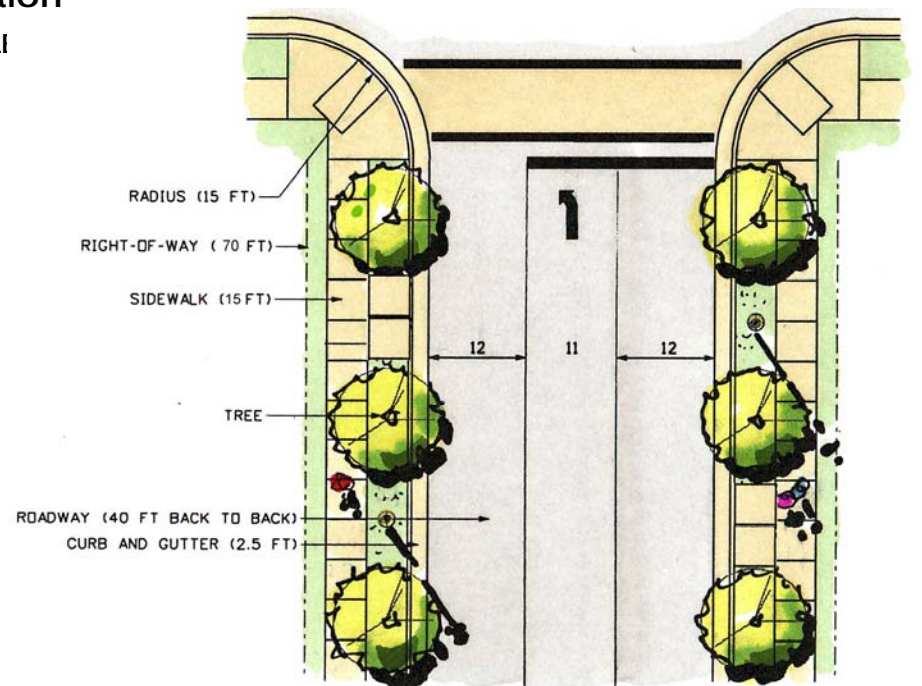 RADIUS (15 FT)
RIGHT-OF-WAY ( 70 FT)
SIDEWALK (15 FT)
12
11
12
TREE
ROADWAY (40 FT BACK TO BACK)
CURB AND GUTTER (2.5 FT)